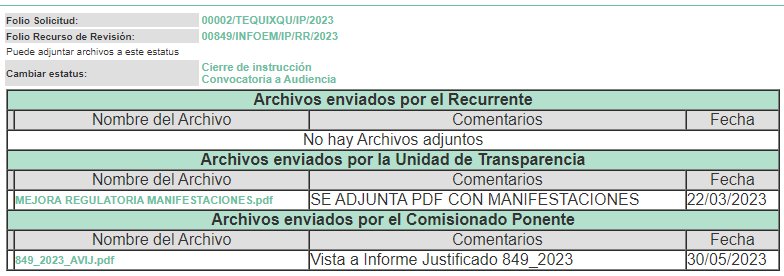 Folio Solicitud: 00002/TEQUIXQU/IP/2023
Folio Recurso de Revisión: 00849/INFOEM/IP/RR/2023
Puede adjuntar archivos a este estatus
Cambiar estatus: Cierre de instrucción
Convocatoria a Audiencia
Archivos enviados por el Recurrente
Nombre del Archivo Comentarios Fecha
No hay Archivos adjuntos
Archivos enviados por la Unidad de Transparencia
Nombre del Archivo Comentarios Fecha
MEJORA REGULATORIA MANIFESTACIONES.pdf SE ADJUNTA PDF CON MANIFESTACIONES 22/03/2023
Archivos enviados por el Comisionado Ponente
Nombre del Archivo Comentarios Fecha
849_2023_AVIJ.pdf Vista a Informe Justificado 849_2023 30/05/2023